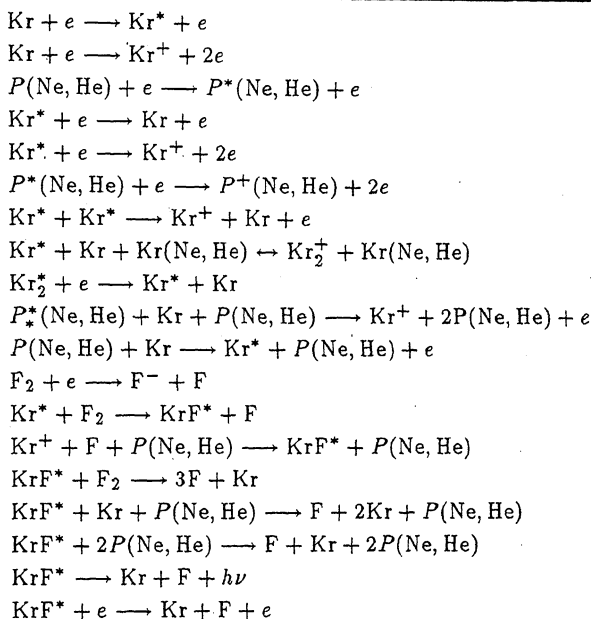 Kr + e ⟶ Kr* + e
Kr + e ⟶ Kr⁺ + 2e
P(Ne, He) + e ⟶ P*(Ne, He) + e
Kr* + e ⟶ Kr + e
Kr* + e ⟶ Kr⁺ + 2e
P*(Ne, He) + e ⟶ P⁺(Ne, He) + 2e
Kr* + Kr* ⟶ Kr⁺ + Kr + e
Kr* + Kr + Kr(Ne, He) ↔ Kr₂⁺ + Kr(Ne, He)
Kr₂* + e ⟶ Kr* + Kr
P₊*(Ne, He) + Kr + P(Ne, He) ⟶ Kr⁺ + 2P(Ne, He) + e
P(Ne, He) + Kr ⟶ Kr* + P(Ne, He) + e
F₂ + e ⟶ F⁻ + F
Kr* + F₂ ⟶ KrF* + F
Kr⁺ + F + P(Ne, He) ⟶ KrF* + P(Ne, He)
KrF* + F₂ ⟶ 3F + Kr
KrF* + Kr + P(Ne, He) ⟶ F + 2Kr + P(Ne, He)
KrF* + 2P(Ne, He) ⟶ F + Kr + 2P(Ne, He)
KrF* ⟶ Kr + F + hν
KrF* + e ⟶ Kr + F + e